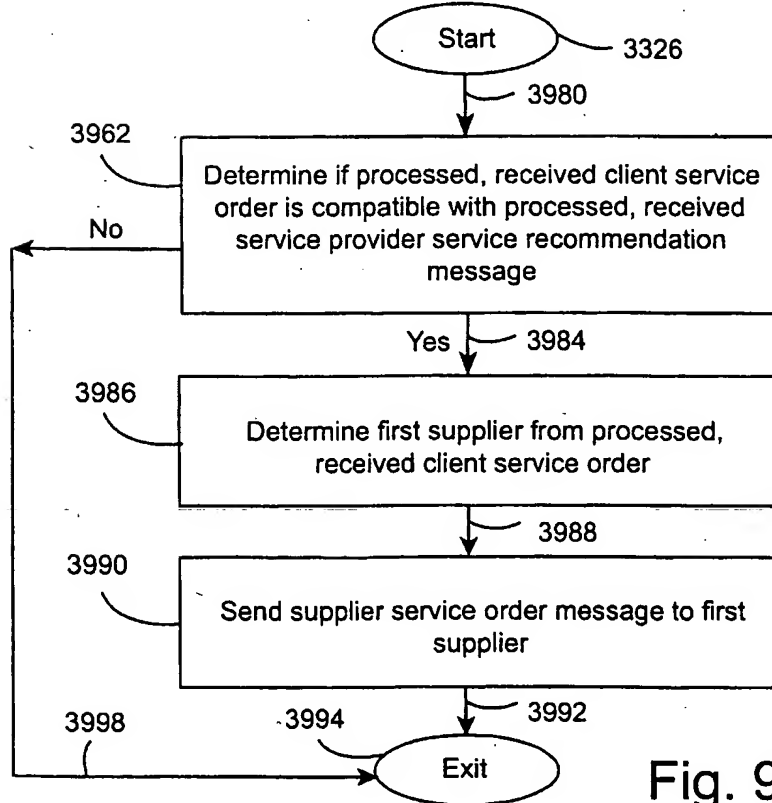 Start
3326
3980
3962
Determine if processed, received client service
order is compatible with processed, received
service provider service recommendation
message
No
Yes
3984
3986
Determine first supplier from processed,
received client service order
3988
3990
Send supplier service order message to first
supplier
3992
3998
3994
Exit
Fig. 9